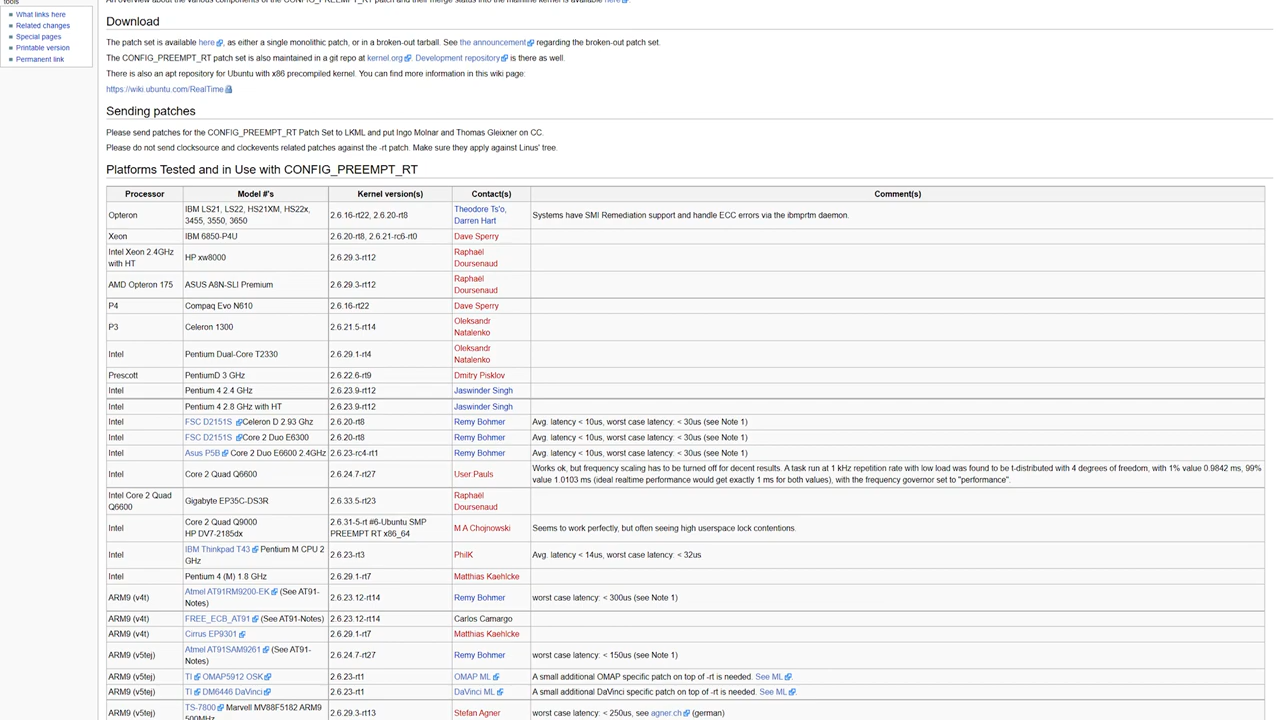 tools
What links here
Related changes
Special pages
Printable version
Permanent link
An overview about the various components of the CONFIG_PREEMPT_RT patch and their merge status into the mainline kernel is available here.
Download
The patch set is available here, as either a single monolithic patch, or in a broken-out tarball. See the announcement regarding the broken-out patch set.
The CONFIG_PREEMPT_RT patch set is also maintained in a git repo at kernel.org. Development repository is there as well.
There is also an apt repository for Ubuntu with x86 precompiled kernel. You can find more information in this wiki page:
https://wiki.ubuntu.com/RealTime
Sending patches
Please send patches for the CONFIG_PREEMPT_RT Patch Set to LKML and put Ingo Molnar and Thomas Gleixner on CC.
Please do not send clocksource and clockevents related patches against the -rt patch. Make sure they apply against Linus' tree.
Platforms Tested and in Use with CONFIG_PREEMPT_RT
Processor Model #'s Kernel version(s) Contact(s) Comment(s)
Opteron IBM LS21, LS22, HS21XM, HS22x, 3455, 3550, 3650 2.6.16-rt22, 2.6.20-rt8 Theodore Ts'o, Darren Hart Systems have SMI Remediation support and handle ECC errors via the ibmprtm daemon.
Xeon IBM 6850-P4U 2.6.20-rt8, 2.6.21-rc6-rt0 Dave Sperry
Intel Xeon 2.4GHz with HT HP xw8000 2.6.29.3-rt12 Raphaël Doursenaud
AMD Opteron 175 ASUS A8N-SLI Premium 2.6.29.3-rt12 Raphaël Doursenaud
P4 Compaq Evo N610 2.6.16-rt22 Dave Sperry
P3 Celeron 1300 2.6.21.5-rt14 Oleksandr Natalenko
Intel Pentium Dual-Core T2330 2.6.29.1-rt4 Oleksandr Natalenko
Prescott PentiumD 3 GHz 2.6.22.6-rt9 Dmitry Pisklov
Intel Pentium 4 2.4 GHz 2.6.23.9-rt12 Jaswinder Singh
Intel Pentium 4 2.8 GHz with HT 2.6.23.9-rt12 Jaswinder Singh
Intel FSC D2151S Celeron D 2.93 Ghz 2.6.20-rt8 Remy Bohmer Avg. latency < 10us, worst case latency: < 30us (see Note 1)
Intel FSC D2151S Core 2 Duo E6300 2.6.20-rt8 Remy Bohmer Avg. latency < 10us, worst case latency: < 30us (see Note 1)
Intel Asus P5B Core 2 Duo E6600 2.4GHz 2.6.23-rc4-rt1 Remy Bohmer Avg. latency < 10us, worst case latency: < 30us (see Note 1)
Intel Core 2 Quad Q6600 2.6.24.7-rt27 User Pauls Works ok, but frequency scaling has to be turned off for decent results. A task run at 1 kHz repetition rate with low load was found to be t-distributed with 4 degrees of freedom, with 1% value 0.9842 ms, 99% value 1.0103 ms (ideal realtime performance would get exactly 1 ms for both values), with the frequency governor set to "performance".
Intel Core 2 Quad Q6600 Gigabyte EP35C-DS3R 2.6.33.5-rt23 Raphaël Doursenaud
Intel Core 2 Quad Q9000 HP DV7-2185dx 2.6.31-5-rt #6-Ubuntu SMP PREEMPT RT x86_64 M A Chojnowski Seems to work perfectly, but often seeing high userspace lock contentions.
Intel IBM Thinkpad T43 Pentium M CPU 2 GHz 2.6.23-rt3 PhilK Avg. latency < 14us, worst case latency: < 32us
Intel Pentium 4 (M) 1.8 GHz 2.6.29.1-rt7 Matthias Kaehlcke
ARM9 (v4t) Atmel AT91RM9200-EK (See AT91-Notes) 2.6.23.12-rt14 Remy Bohmer worst case latency: < 300us (see Note 1)
ARM9 (v4t) FREE_ECB_AT91 (See AT91-Notes) 2.6.23.12-rt14 Carlos Camargo
ARM9 (v4t) Cirrus EP9301 2.6.29.1-rt7 Matthias Kaehlcke
ARM9 (v5tej) Atmel AT91SAM9261 (See AT91-Notes) 2.6.24.7-rt27 Remy Bohmer worst case latency: < 150us (see Note 1)
ARM9 (v5tej) TI OMAP5912 OSK 2.6.23-rt1 OMAP ML A small additional OMAP specific patch on top of -rt is needed. See ML.
ARM9 (v5tej) TI DM6446 DaVinci 2.6.23-rt1 DaVinci ML A small additional DaVinci specific patch on top of -rt is needed. See ML.
ARM9 (v5tej) TS-7800 Marvell MV88F5182 ARM9 500MHz 2.6.29.3-rt13 Stefan Agner worst case latency: < 250us, see agner.ch (german)